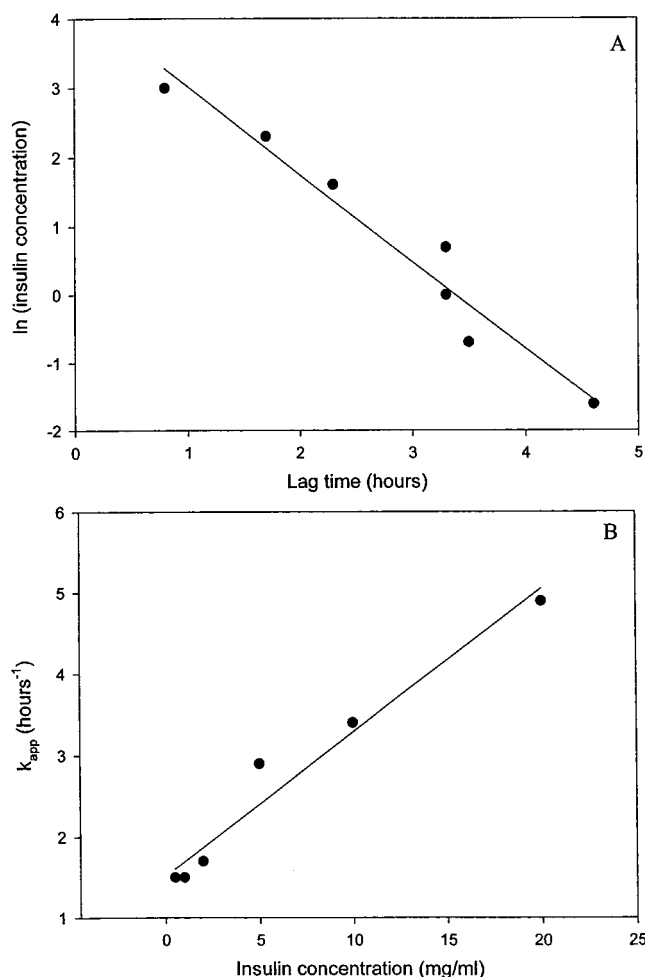 A
ln (insulin concentration)
4
3
2
1
0
-1
-2
0 1 2 3 4 5
Lag time (hours)
B
k_app (hours^-1)
6
5
4
3
2
1
0 5 10 15 20 25
Insulin concentration (mg/ml)